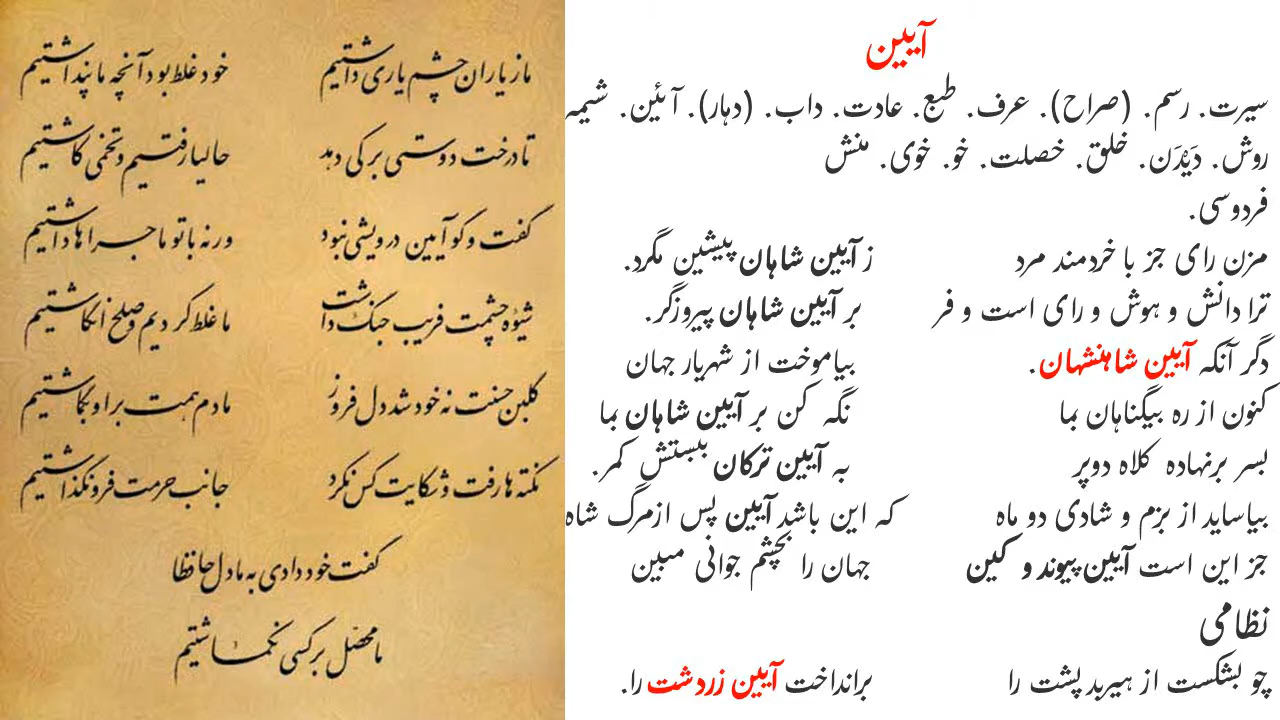 آیین
سیرت. رسم. (صراح). عرف. طبع. عادت. داب. (دهار). آئین. شیمه
روش. دَیْدَن. خلق. خصلت. خو. خوی. منش
فردوسی.
مزن رای جز با خردمند مرد ز آیین شاهان پیشین مگرد.
ترا دانش و هوش و رای است و فر بر آیین شاهان پیروزگر.
دگر آنکه آیین شاهنشهان. بیاموخت از شهریار جهان
کنون از ره بیگناهان بما نگه کن بر آیین شاهان بما
بسر برنهاده کلاه دوپر به آیین ترکان ببستش کمر.
بیاساید از بزم و شادی دو ماه که این باشد آیین پس ازمرگ شاه
جز این است آیین پیوند و کین جهان را بچشم جوانی مبین
نظامی
چو بشکست از هیربد پشت را برانداخت آیین زردشت را.
ما ز یاران چشم یاری داشتیم خود غلط بود آنچه ما پنداشتیم
تا درخت دوستی بر کی دهد حالیا رفتیم و تخمی کاشتیم
گفت و گو آیین درویشی نبود ورنه با تو ماجراها داشتیم
شیوه چشمت فریب جنگ داشت ما غلط کردیم و صلح انگاشتیم
گلبن حسنت نه خود شد دل فروز ما دم همت بر او بگماشتیم
نکته ها رفت و شکایت کس نکرد جانب حرمت فرو نگذاشتیم
گفت خود دادی به ما دل حافظا
ما محصل بر کسی نگماشتیم